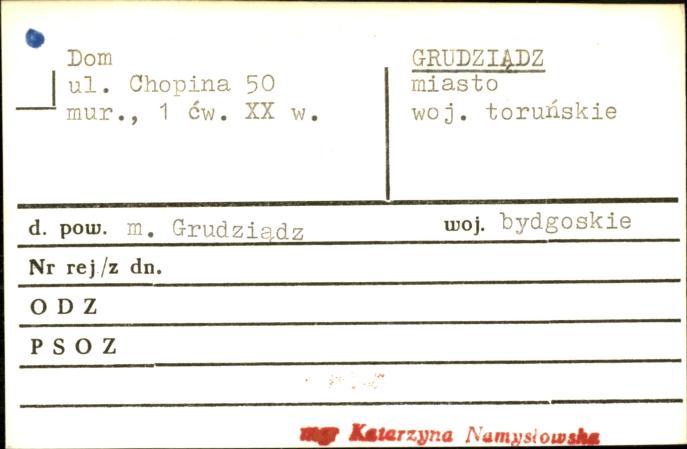 Dom
ul. Chopina 50
mur., 1 ćw. XX w.
GRUDZIĄDZ
miasto
woj. toruńskie
d. pow. m. Grudziądz woj. bydgoskie
Nr rej./z dn.
O D Z
P S O Z
mgr Katarzyna Namysłowska